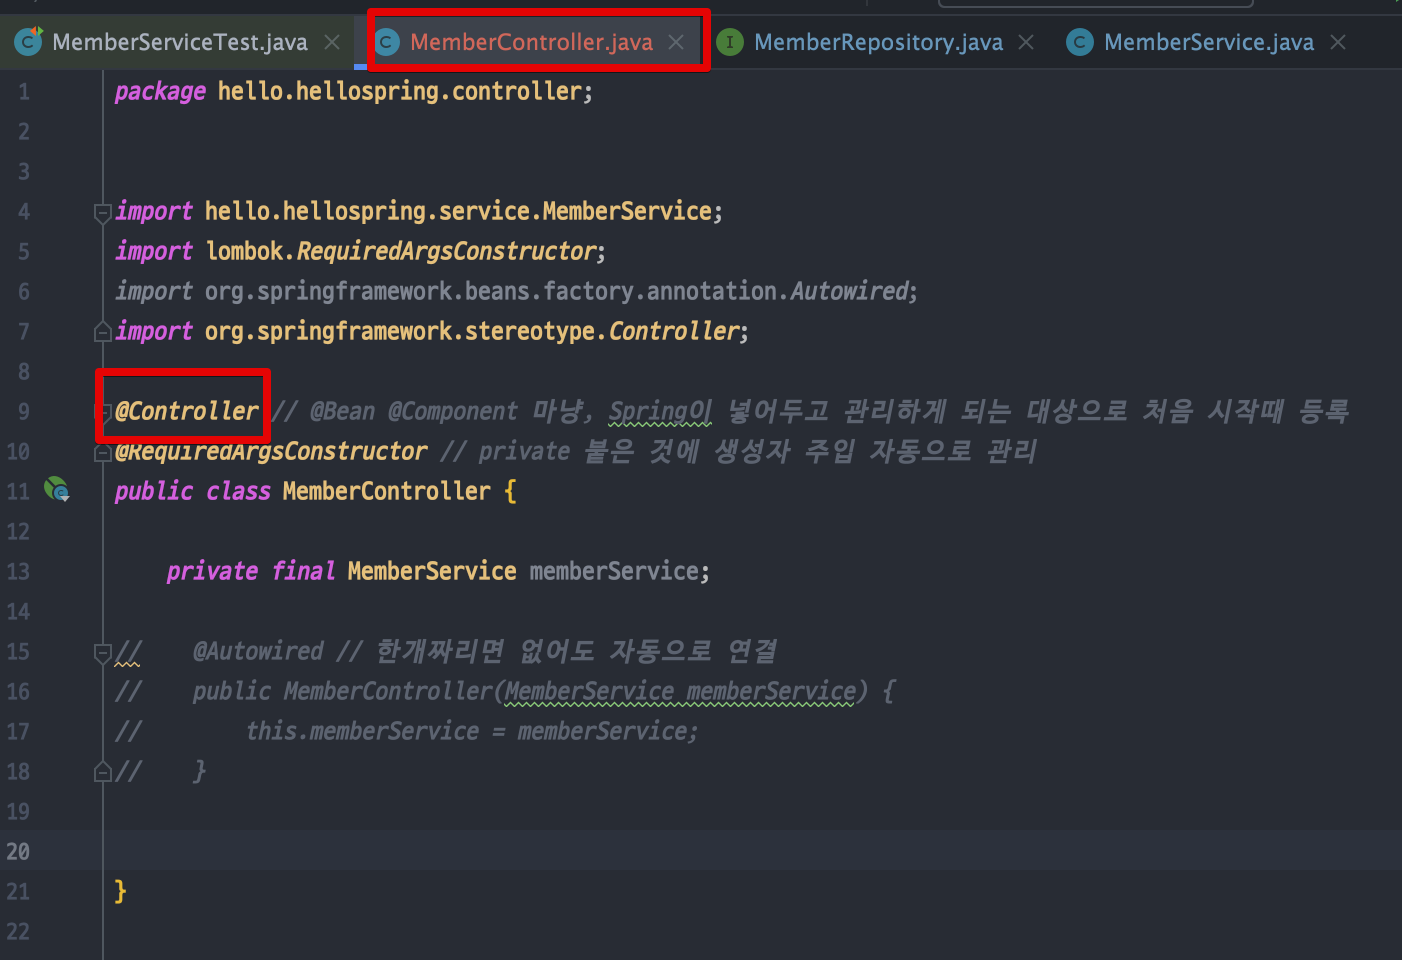 MemberServiceTest.java MemberController.java MemberRepository.java MemberService.java
1 package hello.hellospring.controller;
2
3
4 import hello.hellospring.service.MemberService;
5 import lombok.RequiredArgsConstructor;
6 import org.springframework.beans.factory.annotation.Autowired;
7 import org.springframework.stereotype.Controller;
8
9 @Controller // @Bean @Component 마냥, Spring이 넣어두고 관리하게 되는 대상으로 처음 시작때 등록
10 @RequiredArgsConstructor // private 붙은 것에 생성자 주입 자동으로 관리
11 public class MemberController {
12
13 private final MemberService memberService;
14
15 // @Autowired // 한개짜리면 없어도 자동으로 연결
16 // public MemberController(MemberService memberService) {
17 // this.memberService = memberService;
18 // }
19
20
21 }
22